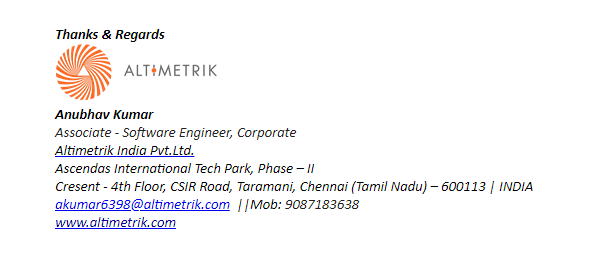 Thanks & Regards
ALTIMETRIK
Anubhav Kumar
Associate - Software Engineer, Corporate
Altimetrik India Pvt.Ltd.
Ascendas International Tech Park, Phase – II
Cresent - 4th Floor, CSIR Road, Taramani, Chennai (Tamil Nadu) – 600113 | INDIA
akumar6398@altimetrik.com ||Mob: 9087183638
www.altimetrik.com